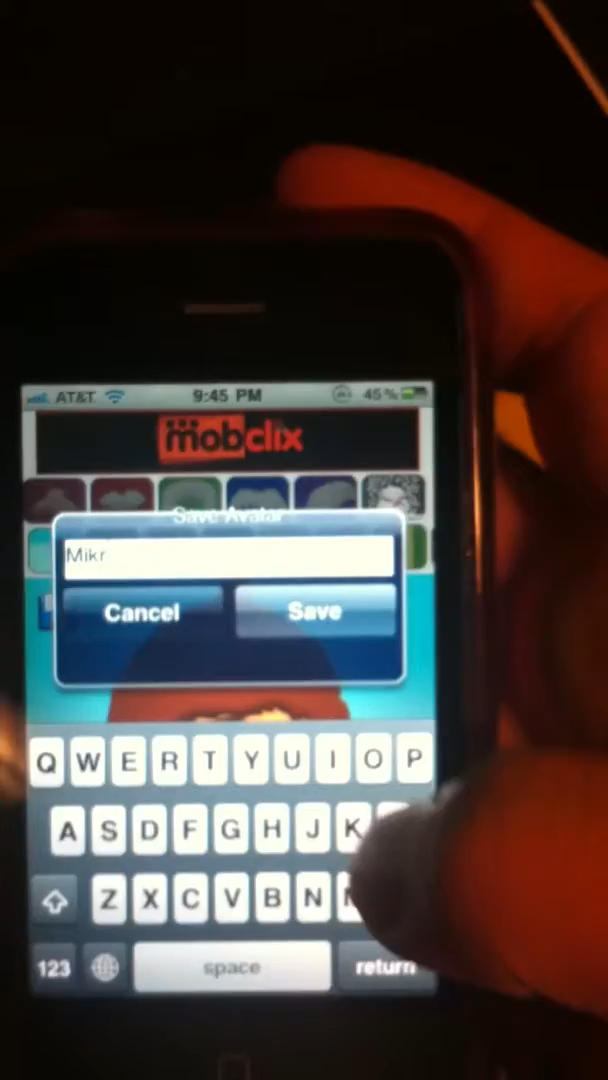 AT&T 9:45 PM 45%
mobclix
Save Avatar
Mikr
Cancel Save
Q W E R T Y U I O P
A S D F G H J K
Z X C V B N
123 space return